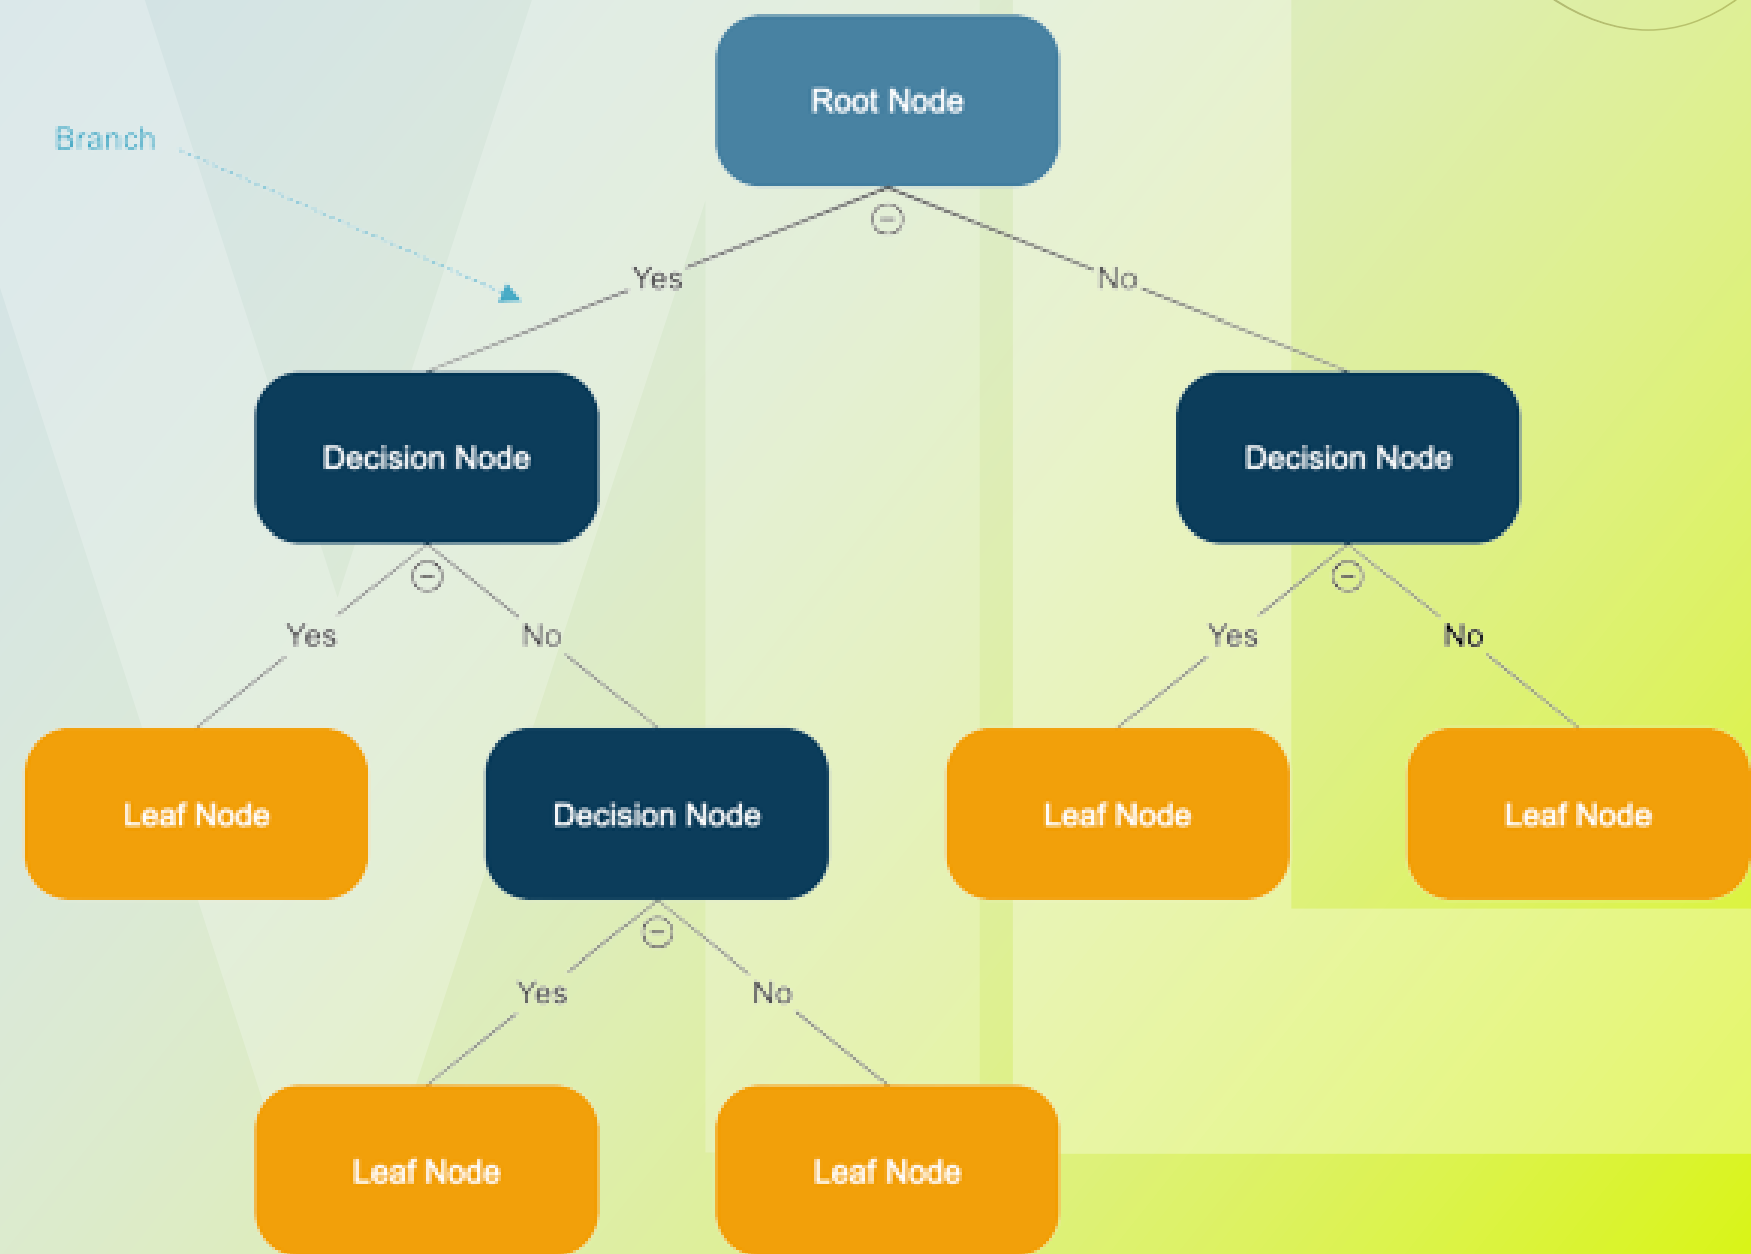 Root Node
Branch
Yes
No
Decision Node
Decision Node
Yes
No
Yes
No
Leaf Node
Decision Node
Leaf Node
Leaf Node
Yes
No
Leaf Node
Leaf Node